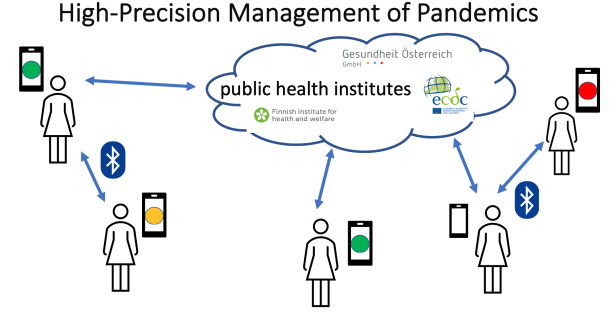 High-Precision Management of Pandemics
Gesundheit Österreich
GmbH
public health institutes
ecdc
Finnish institute for
health and welfare